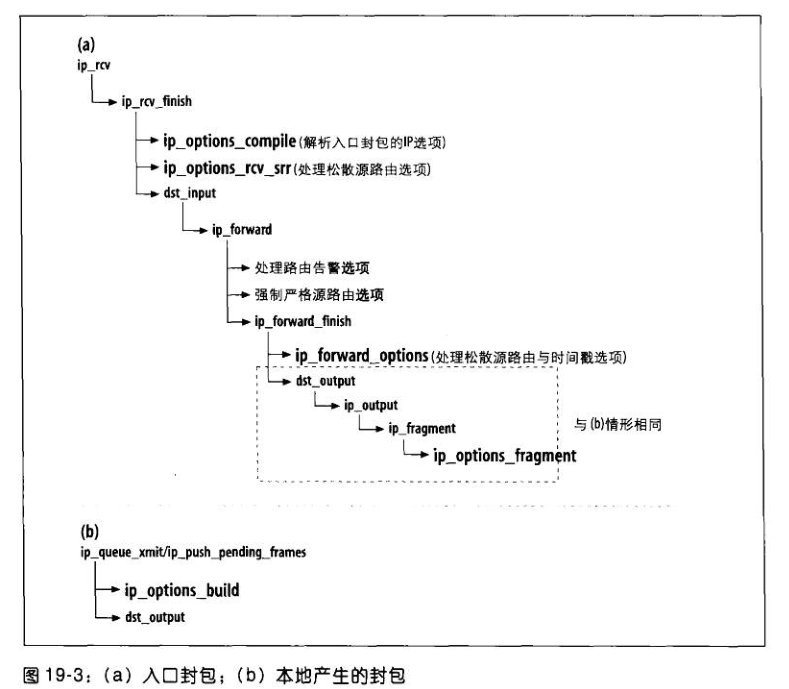 (a)
ip_rcv
ip_rcv_finish
ip_options_compile(解析入口封包的IP选项)
ip_options_rcv_srr(处理松散源路由选项)
dst_input
ip_forward
处理路由告警选项
强制严格源路由选项
ip_forward_finish
ip_forward_options(处理松散源路由与时间戳选项)
dst_output
ip_output
ip_fragment
与(b)情形相同
ip_options_fragment
(b)
ip_queue_xmit/ip_push_pending_frames
ip_options_build
dst_output
图 19-3:(a)入口封包;(b)本地产生的封包